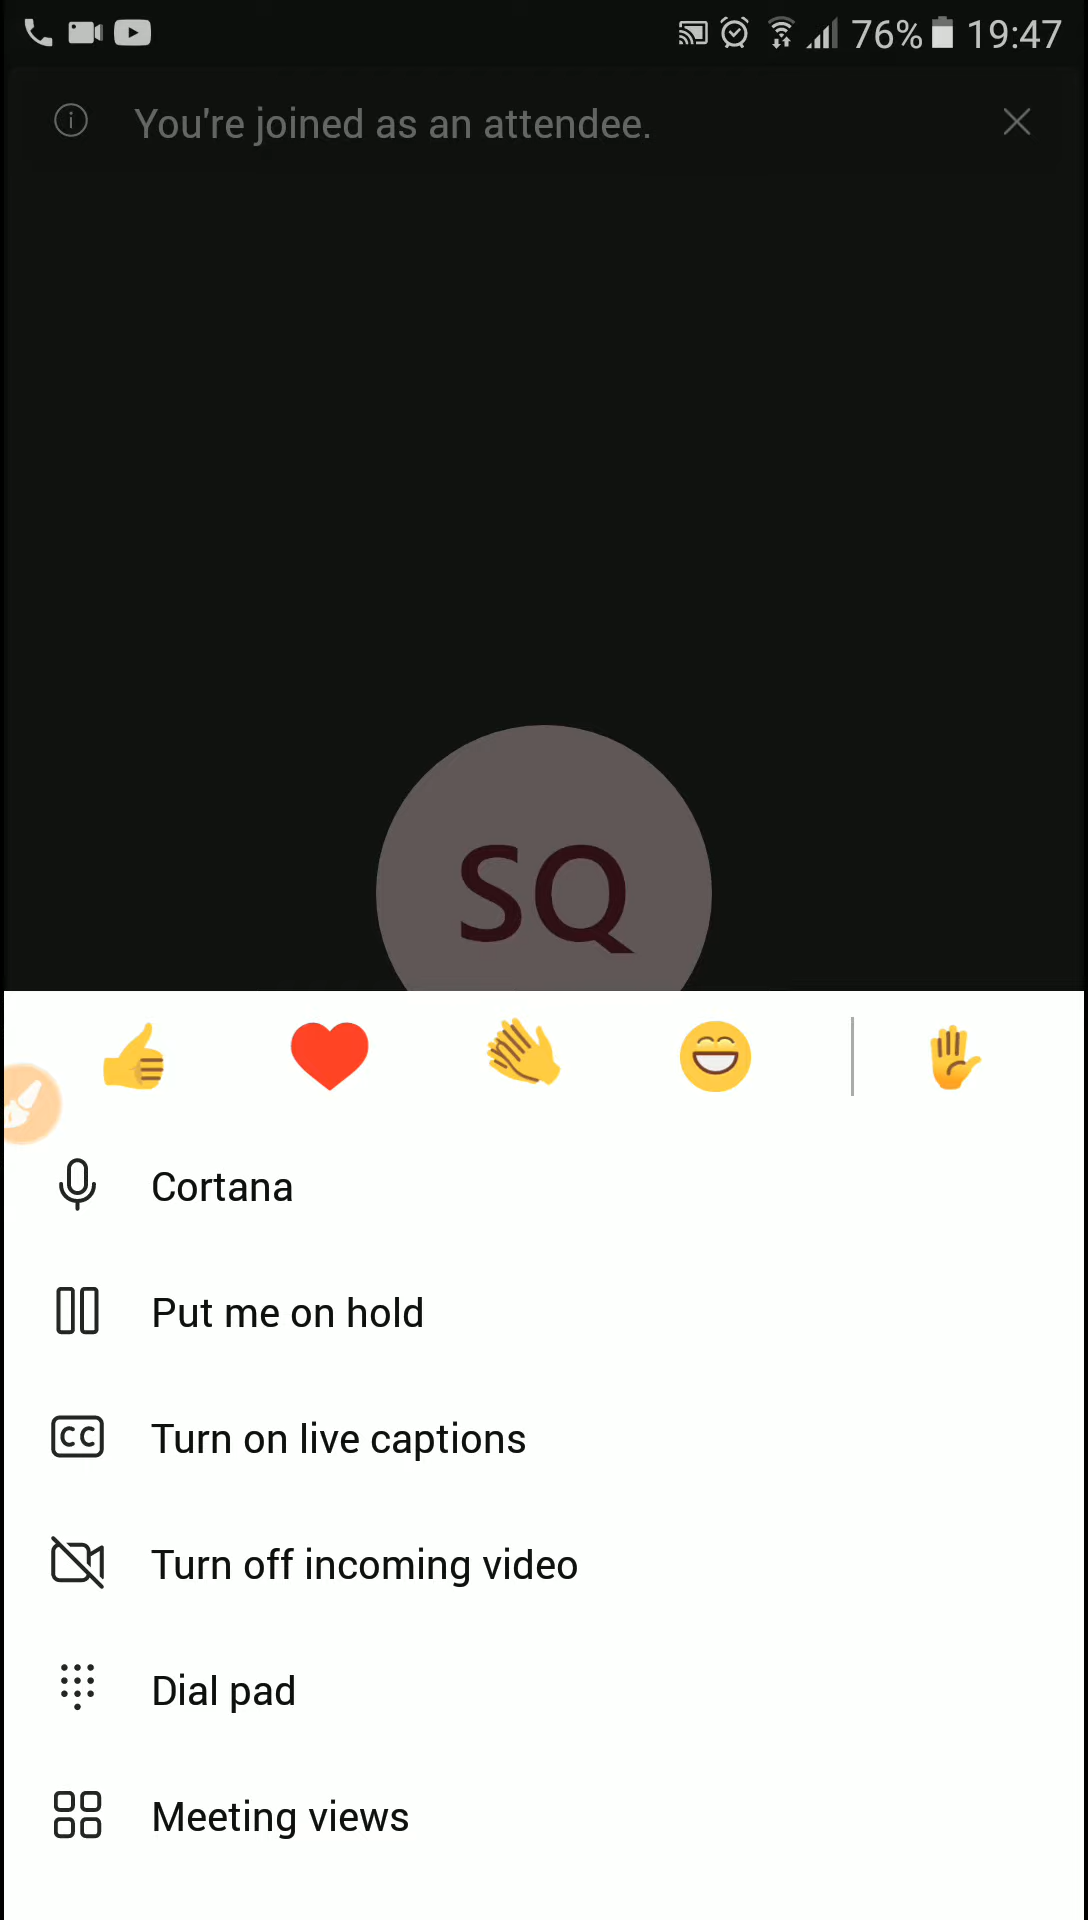 76% 19:47
You're joined as an attendee.
SQ
Cortana
Put me on hold
CC Turn on live captions
Turn off incoming video
Dial pad
Meeting views